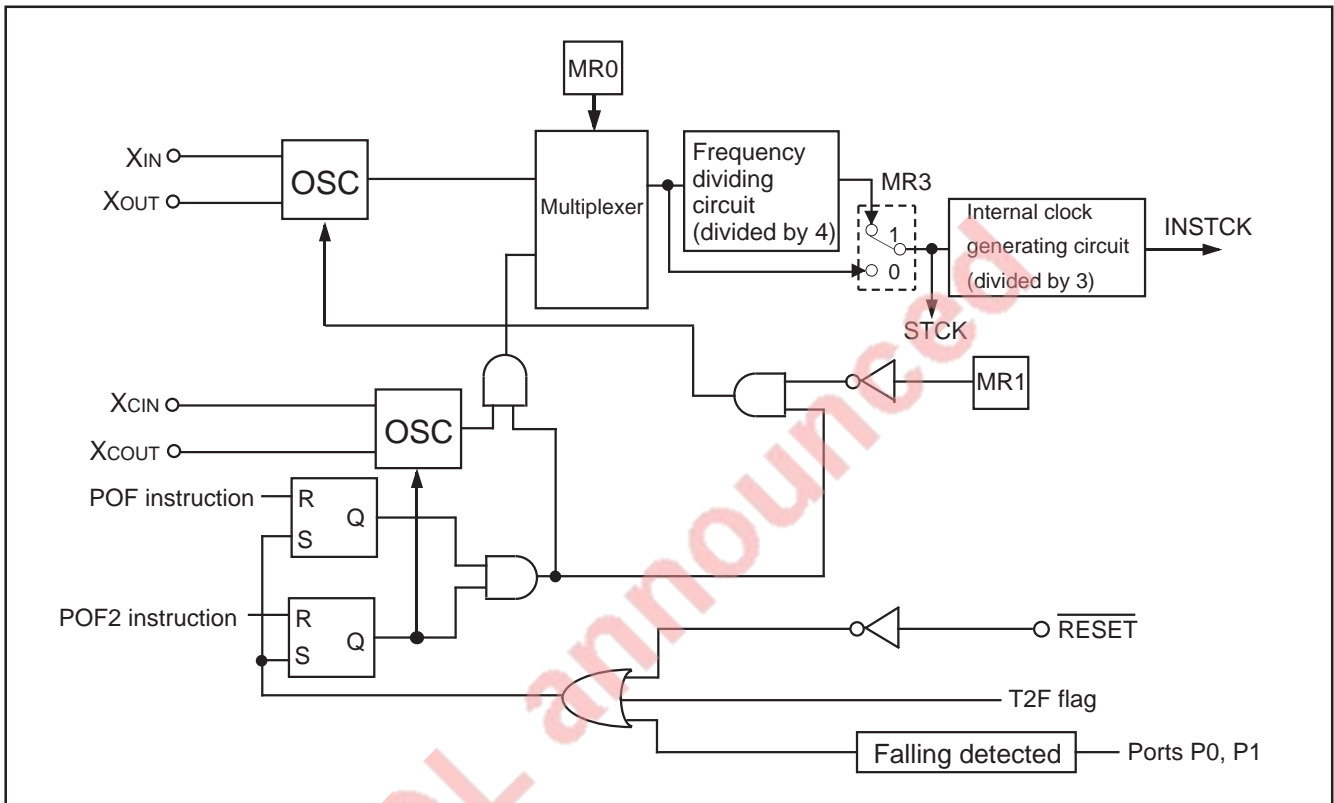 MR0
XIN
XOUT
OSC
Multiplexer
Frequency
dividing
circuit
(divided by 4)
MR3
1
0
Internal clock
generating circuit
(divided by 3)
INSTCK
STCK
MR1
XCIN
XCOUT
OSC
POF instruction
R
S
Q
POF2 instruction
R
S
Q
RESET
T2F flag
Falling detected
Ports P0, P1
OL announced